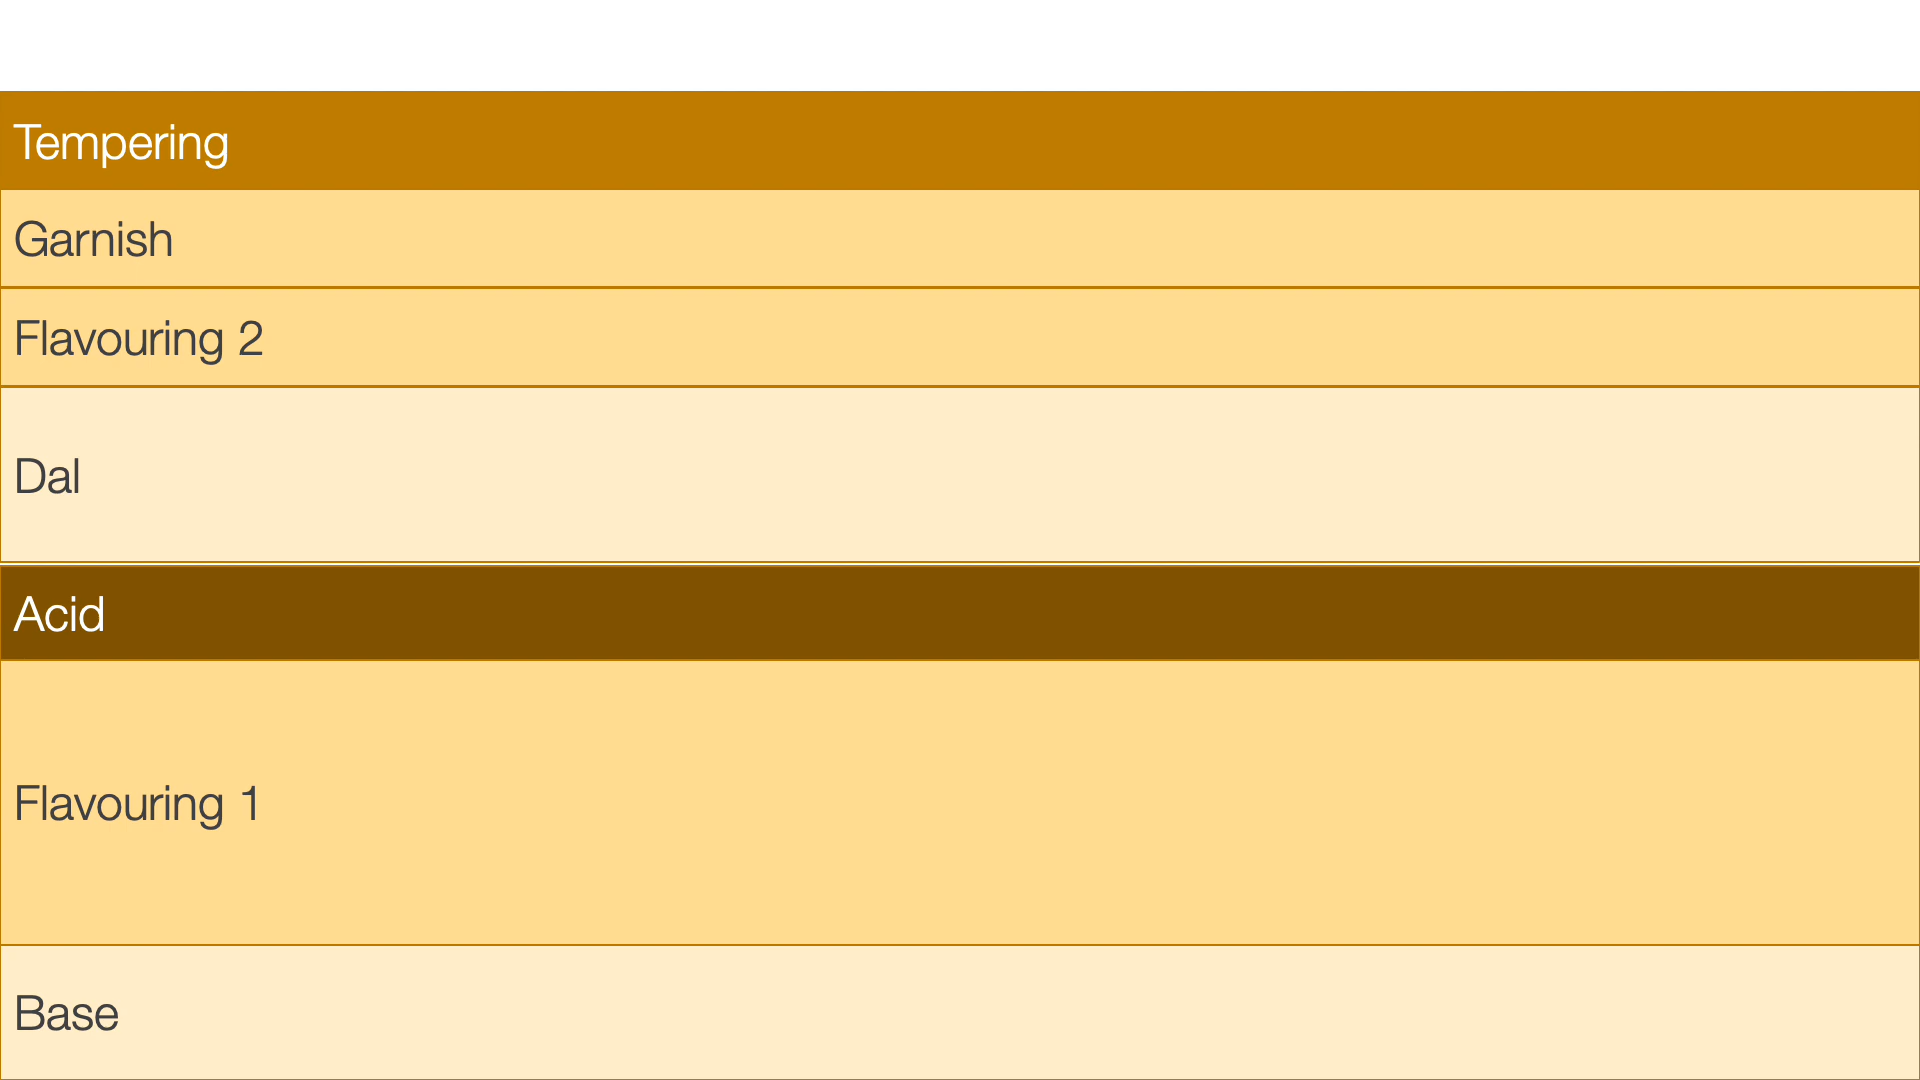 Tempering
Garnish
Flavouring 2
Dal
Acid
Flavouring 1
Base